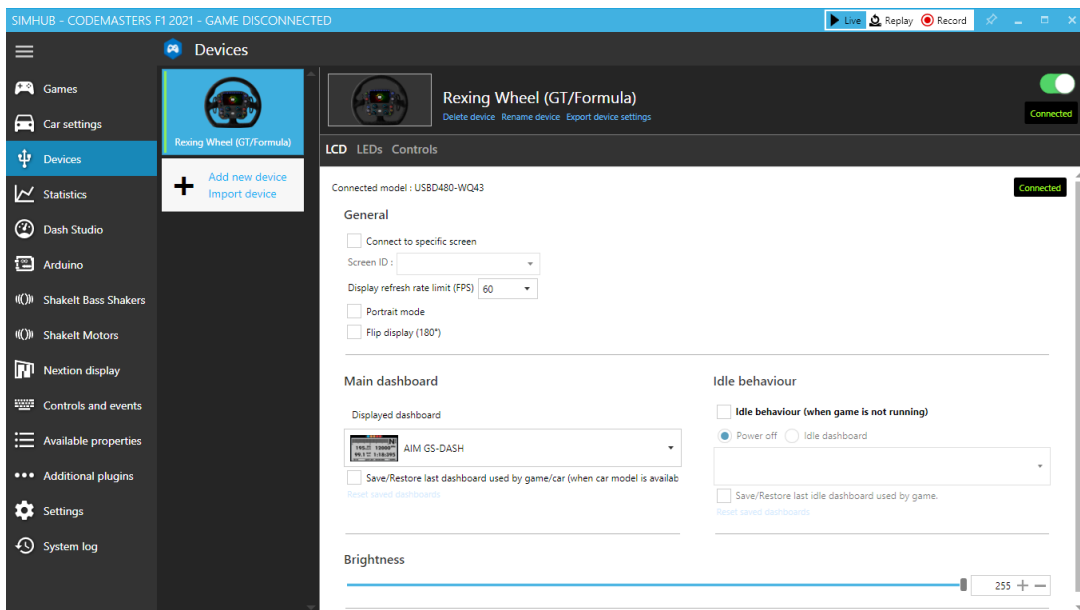 SIMHUB - CODEMASTERS F1 2021 - GAME DISCONNECTED
Live Replay Record
Devices
Games
Car settings
Devices
Statistics
Dash Studio
Arduino
ShakeIt Bass Shakers
ShakeIt Motors
Nextion display
Controls and events
Available properties
Additional plugins
Settings
System log
Rexing Wheel (GT/Formula)
Add new device
Import device
Rexing Wheel (GT/Formula)
Delete device Rename device Export device settings
Connected
LCD LEDs Controls
Connected model : USBD480-WQ43
Connected
General
Connect to specific screen
Screen ID :
Display refresh rate limit (FPS) 60
Portrait mode
Flip display (180°)
Main dashboard
Displayed dashboard
AIM GS-DASH
Save/Restore last dashboard used by game/car (when car model is availab
Reset saved dashboards
Idle behaviour
Idle behaviour (when game is not running)
Power off Idle dashboard
Save/Restore last idle dashboard used by game.
Reset saved dashboards
Brightness
255